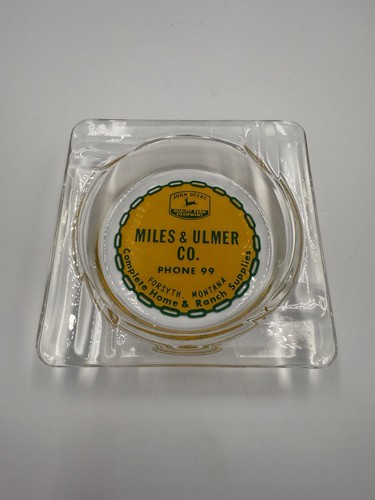 JOHN DEERE
QUALITY FARM
EQUIPMENT
MILES & ULMER
CO.
PHONE 99
FORSYTH, MONTANA
Complete Home & Ranch Supplies